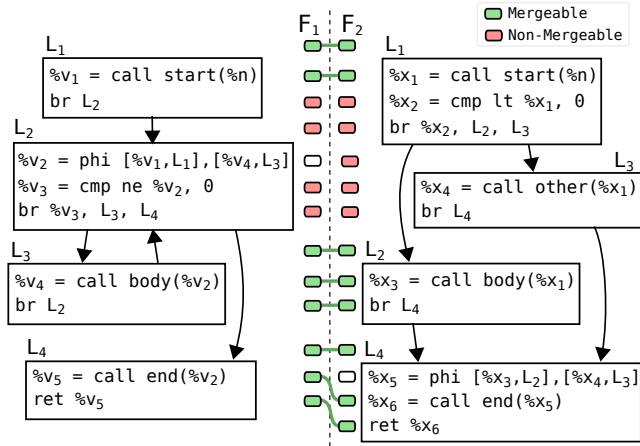 F1 F2
Mergeable
Non-Mergeable
L1
%v1 = call start(%n)
br L2
L2
%v2 = phi [%v1,L1],[%v4,L3]
%v3 = cmp ne %v2, 0
br %v3, L3, L4
L3
%v4 = call body(%v2)
br L2
L4
%v5 = call end(%v2)
ret %v5
L1
%x1 = call start(%n)
%x2 = cmp lt %x1, 0
br %x2, L2, L3
L3
%x4 = call other(%x1)
br L4
L2
%x3 = call body(%x1)
br L4
L4
%x5 = phi [%x3,L2],[%x4,L3]
%x6 = call end(%x5)
ret %x6